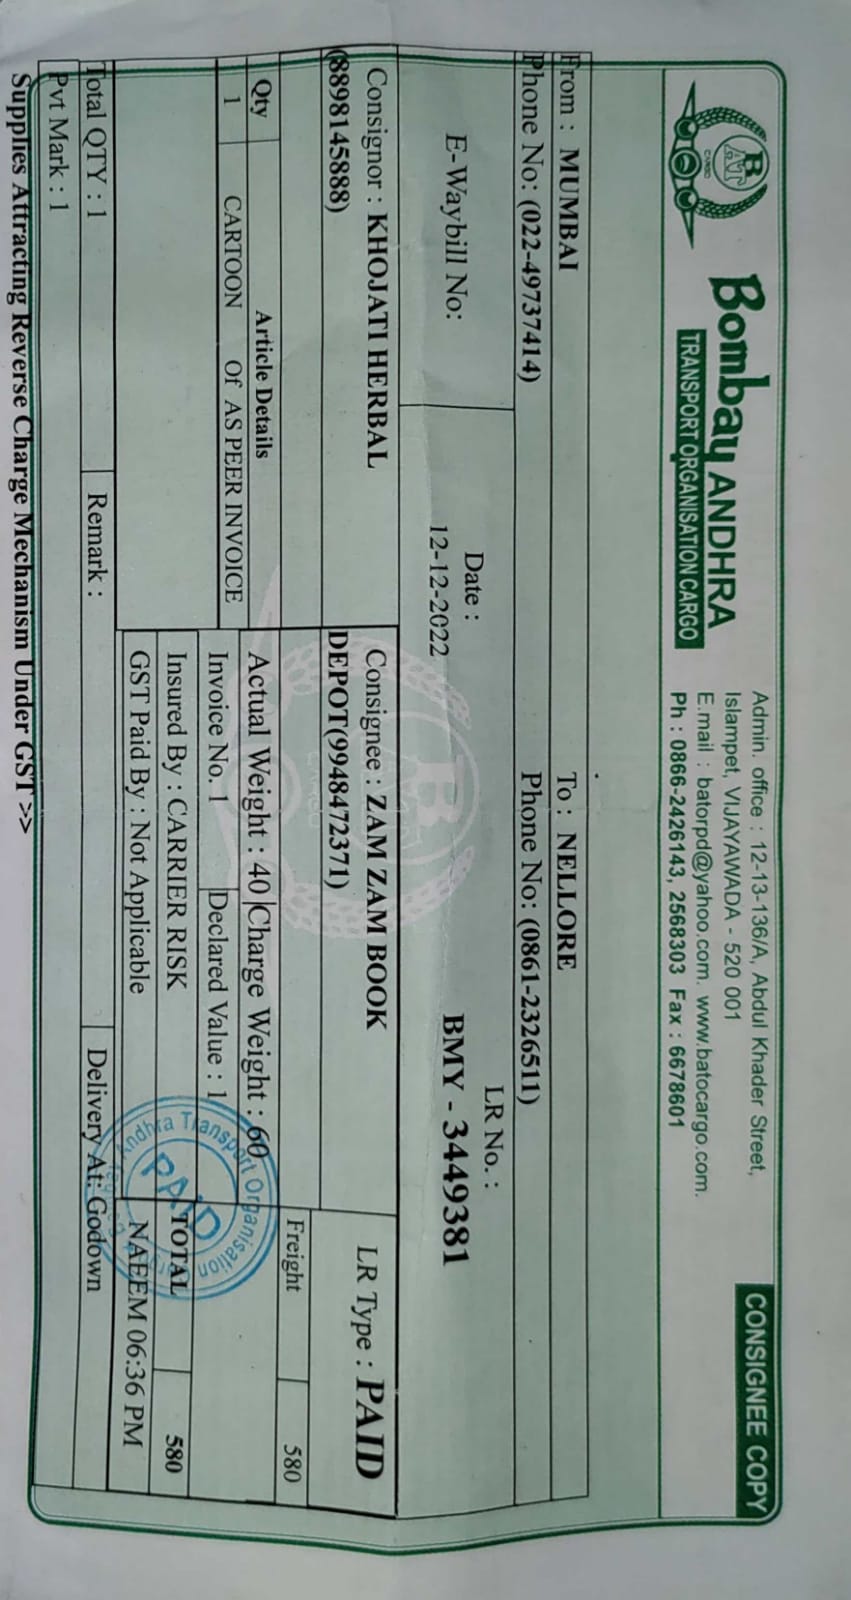 CONSIGNEE COPY
BAT
CARGO
Bombay ANDHRA
TRANSPORT ORGANISATION CARGO
Admin. office : 12-13-136/A, Abdul Khader Street,
Islampet, VIJAYAWADA - 520 001
E.mail : batorpd@yahoo.com. www.batocargo.com.
Ph : 0866-2426143, 2568303 Fax : 6678601
From : MUMBAI To : NELLORE
Phone No: (022-49737414) Phone No: (0861-2326511)
E-Waybill No: Date : LR No. :
12-12-2022 BMY - 3449381
Consignor : KHOJATI HERBAL Consignee : ZAM ZAM BOOK LR Type : PAID
(8898145888) DEPOT(9948472371)
Freight 580
Qty Article Details Actual Weight : 40 Charge Weight : 60
1 CARTOON Of AS PEER INVOICE Invoice No. 1 Declared Value : 1
Insured By : CARRIER RISK TOTAL 580
GST Paid By : Not Applicable NAEEM 06:36 PM
Total QTY : 1 Remark : Delivery At: Godown
Pvt Mark : 1
Supplies Attracting Reverse Charge Mechanism Under GST >>
Andhra Transport Organisation
PAID